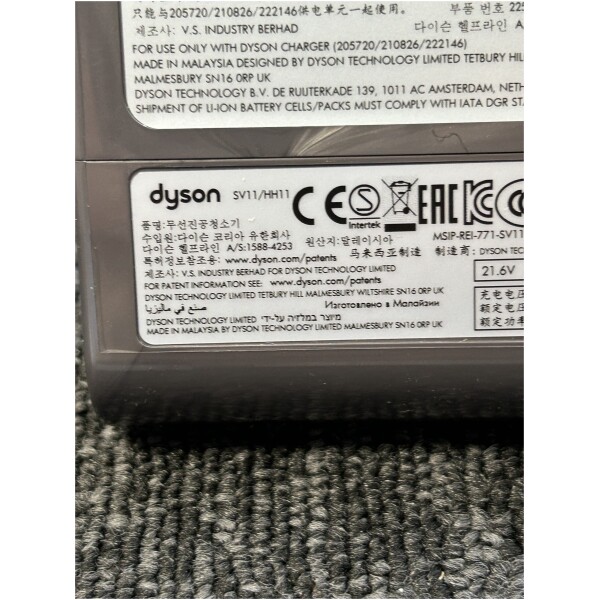 只能与205720/210826/222146供电单元一起使用。 부품 번호 225
제조사: V.S. INDUSTRY BERHAD 다이슨 헬프라인 A
FOR USE ONLY WITH DYSON CHARGER (205720/210826/222146)
MADE IN MALAYSIA DESIGNED BY DYSON TECHNOLOGY LIMITED TETBURY HILL
MALMESBURY SN16 0RP UK
DYSON TECHNOLOGY B.V. DE RUIJTERKADE 139, 1011 AC AMSTERDAM, NETH
SHIPMENT OF LI-ION BATTERY CELLS/PACKS MUST COMPLY WITH IATA DGR STA
dyson SV11/HH11 CE S Intertek EAC KC
품명:무선진공청소기
MSIP-REI-771-SV11
수입원:다이슨 코리아 유한회사
다이슨 헬프라인 A/S:1588-4253 원산지:말레이시아
특허정보참조용: www.dyson.com/patents 马来西亚制造 制造商: DYSON TEC
제조사: V.S. INDUSTRY BERHAD FOR DYSON TECHNOLOGY LIMITED
21.6V
FOR PATENT INFORMATION SEE: www.dyson.com/patents
DYSON TECHNOLOGY LIMITED TETBURY HILL MALMESBURY WILTSHIRE SN16 0RP UK
充电电压
صنع في ماليزيا Изготовлено в Малайзии
额定电压
DYSON TECHNOLOGY LIMITED מיוצר במלזיה על-ידי
额定功率
MADE IN MALAYSIA BY DYSON TECHNOLOGY LIMITED MALMESBURY SN16 0RP UK